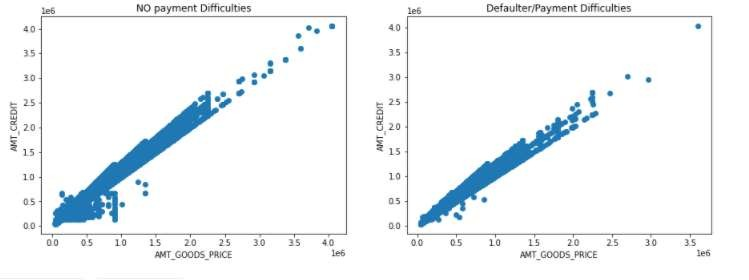 NO payment Difficulties
1e6
4.0
3.5
3.0
2.5
2.0
1.5
1.0
0.5
0.0
AMT_CREDIT
0.0 0.5 1.0 1.5 2.0 2.5 3.0 3.5 4.0
AMT_GOODS_PRICE
1e6
Defaulter/Payment Difficulties
1e6
4.0
3.5
3.0
2.5
2.0
1.5
1.0
0.5
0.0
AMT_CREDIT
0.0 0.5 1.0 1.5 2.0 2.5 3.0 3.5
AMT_GOODS_PRICE
1e6